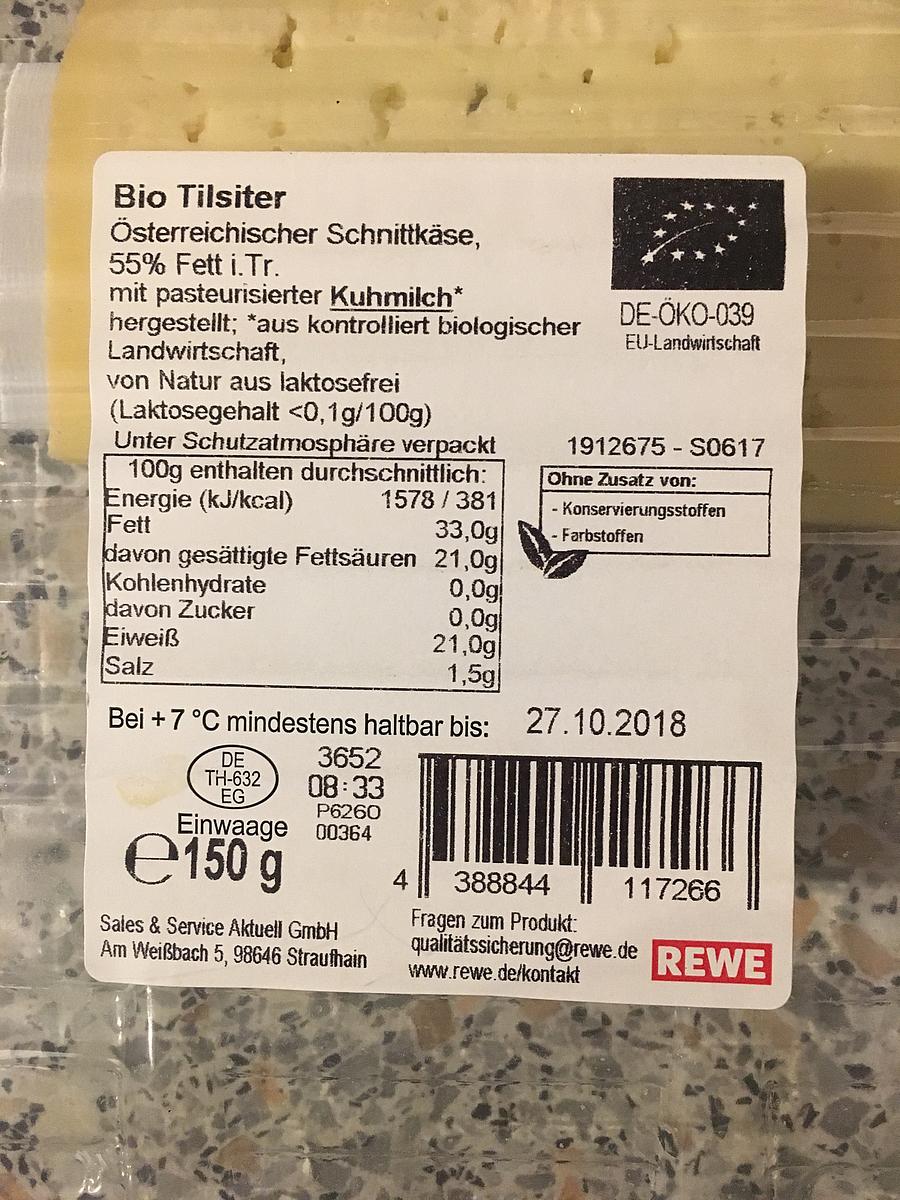 Bio Tilsiter
Österreichischer Schnittkäse,
55% Fett i.Tr.
mit pasteurisierter Kuhmilch*
hergestellt; *aus kontrolliert biologischer
Landwirtschaft,
von Natur aus laktosefrei
(Laktosegehalt <0,1g/100g)
Unter Schutzatmosphäre verpackt
DE-ÖKO-039
EU-Landwirtschaft
1912675 - S0617
Ohne Zusatz von:
- Konservierungsstoffen
- Farbstoffen
100g enthalten durchschnittlich:
Energie (kJ/kcal) 1578 / 381
Fett 33,0g
davon gesättigte Fettsäuren 21,0g
Kohlenhydrate 0,0g
davon Zucker 0,0g
Eiweiß 21,0g
Salz 1,5g
Bei +7 °C mindestens haltbar bis: 27.10.2018
DE
TH-632
EG
3652
08:33
P6260
00364
Einwaage
e150 g
4 388844 117266
Sales & Service Aktuell GmbH
Am Weißbach 5, 98646 Straufhain
Fragen zum Produkt:
qualitätssicherung@rewe.de
www.rewe.de/kontakt
REWE